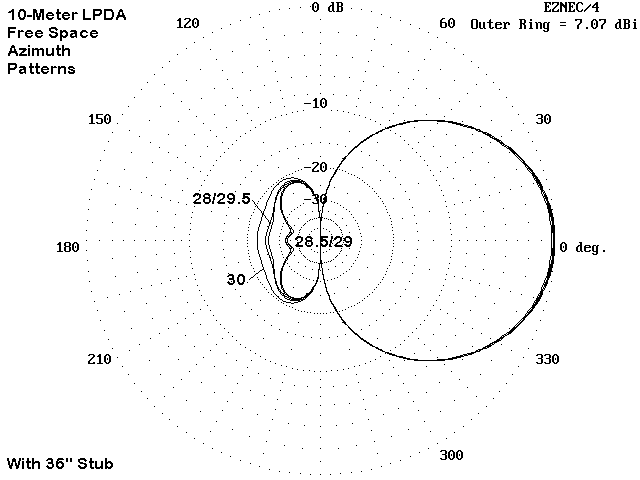 10-Meter LPDA
Free Space
Azimuth
Patterns
0 dB
EZNEC/4
Outer Ring = 7.07 dBi
120
60
-10
150
30
-20
28/29.5
-30
180
28.5/29
0 deg.
30
210
330
300
With 36" Stub